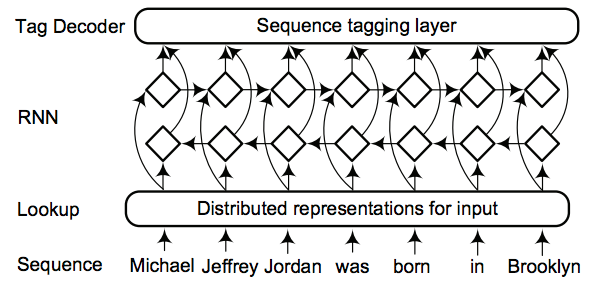 Tag Decoder Sequence tagging layer
RNN
Lookup Distributed representations for input
Sequence Michael Jeffrey Jordan was born in Brooklyn